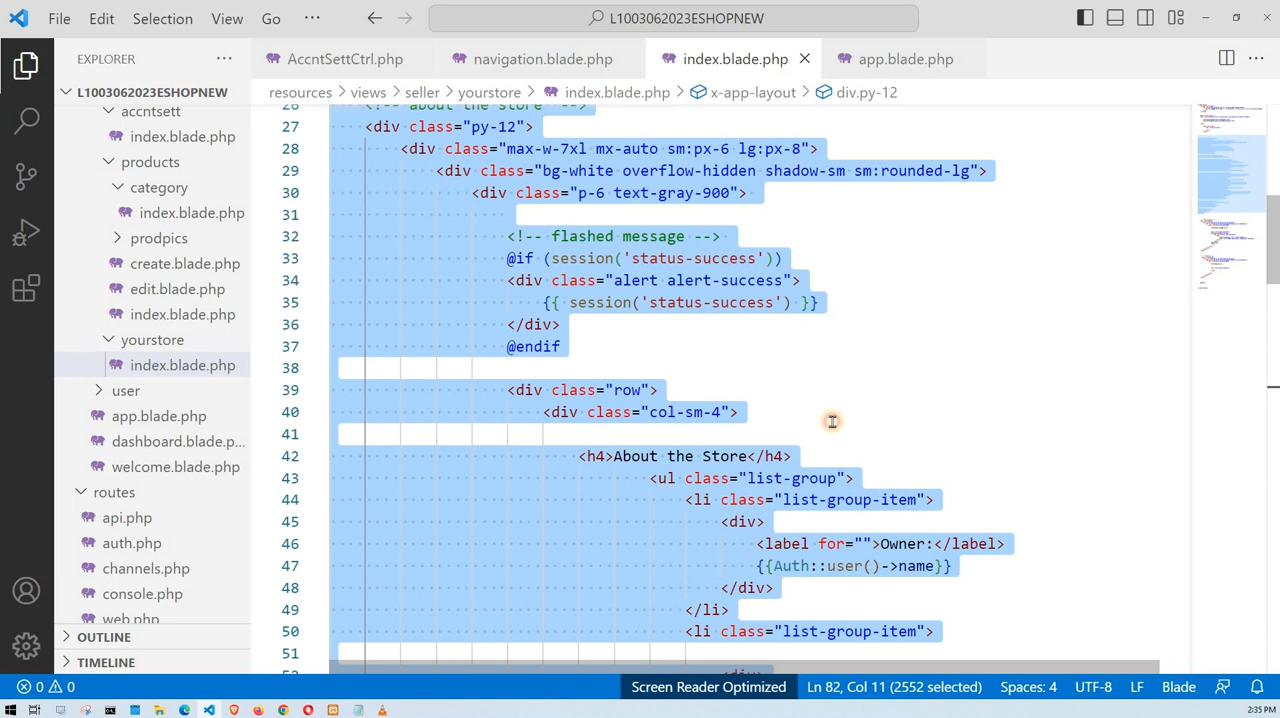 File Edit Selection View Go ··· L1003062023ESHOPNEW
EXPLORER ···
AccntSettCtrl.php navigation.blade.php index.blade.php app.blade.php ···
L1003062023ESHOPNEW
resources > views > seller > yourstore > index.blade.php > x-app-layout > div.py-12
accntsett
index.blade.php
products
category
index.blade.php
prodpics
create.blade.php
edit.blade.php
index.blade.php
yourstore
index.blade.php
user
app.blade.php
dashboard.blade.p...
welcome.blade.php
routes
api.php
auth.php
channels.php
console.php
web.php
OUTLINE
TIMELINE
26 <!-- about the store -->
27 <div class="py-12">
28 <div class="max-w-7xl mx-auto sm:px-6 lg:px-8">
29 <div class="bg-white overflow-hidden shadow-sm sm:rounded-lg">
30 <div class="p-6 text-gray-900">
31
32 <!-- flashed message -->
33 @if (session('status-success'))
34 <div class="alert alert-success">
35 {{ session('status-success') }}
36 </div>
37 @endif
38
39 <div class="row">
40 <div class="col-sm-4">
41
42 <h4>About the Store</h4>
43 <ul class="list-group">
44 <li class="list-group-item">
45 <div>
46 <label for="">Owner:</label>
47 {{Auth::user()->name}}
48 </div>
49 </li>
50 <li class="list-group-item">
51
52 <div>
0 0 Screen Reader Optimized Ln 82, Col 11 (2552 selected) Spaces: 4 UTF-8 LF Blade
2:35 PM